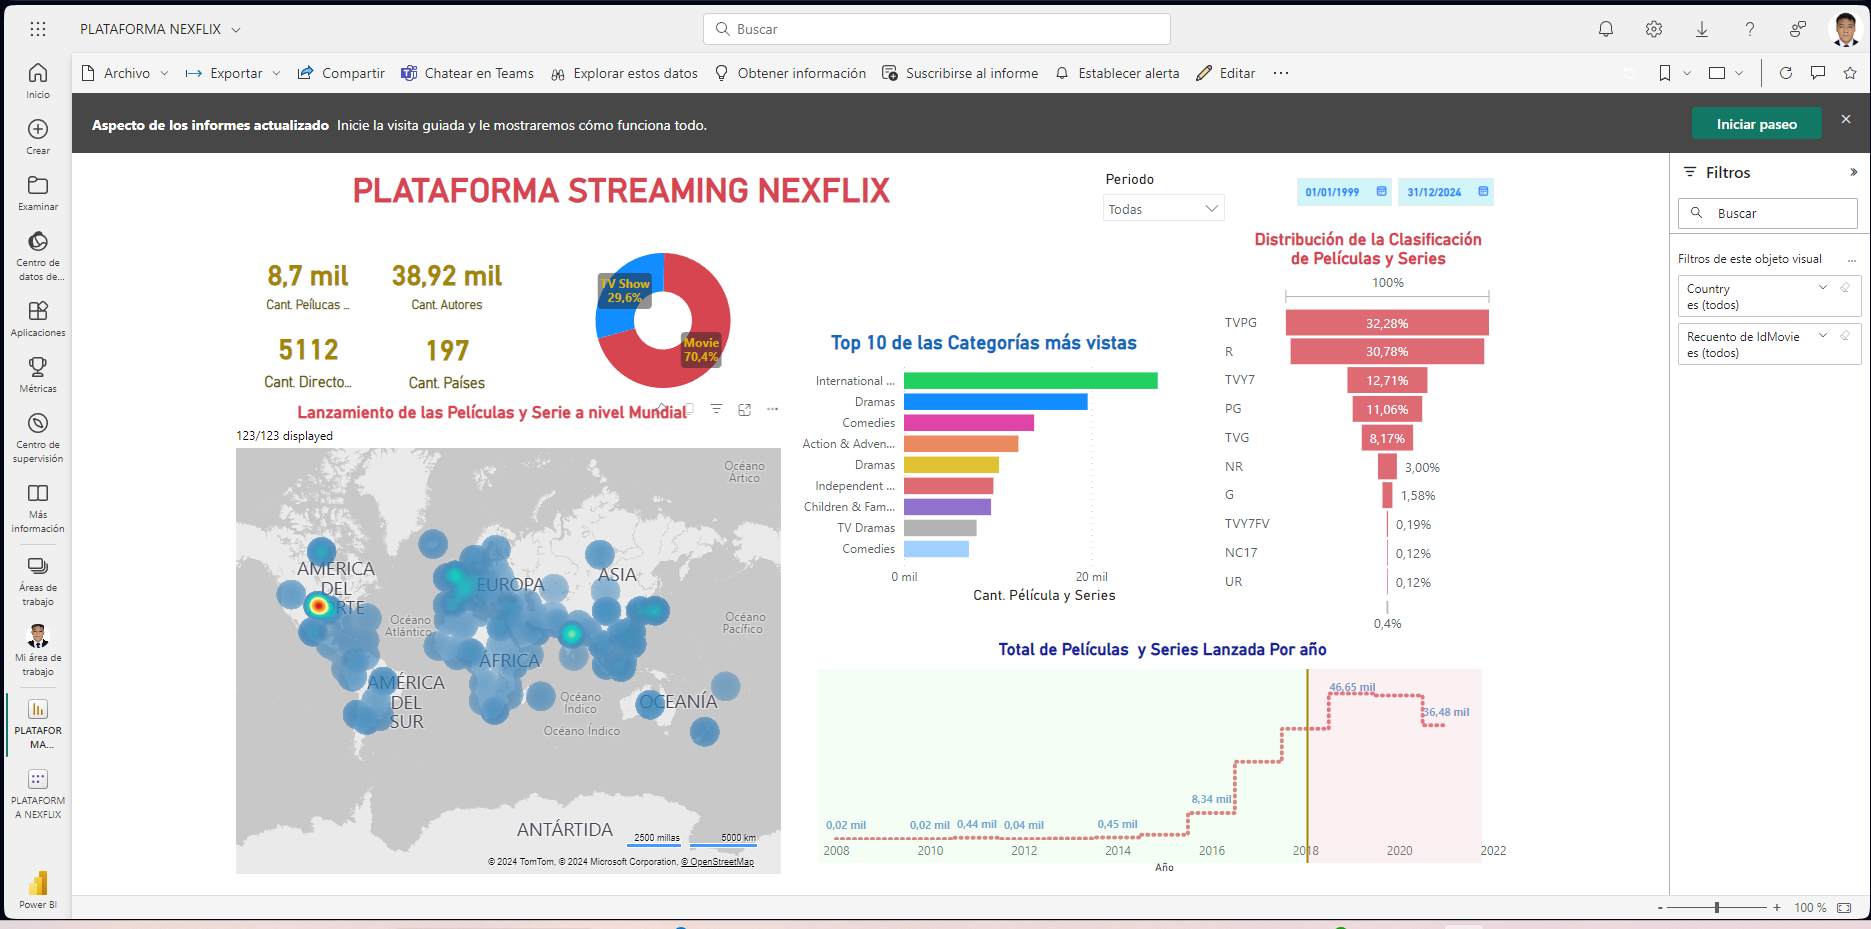 PLATAFORMA NEXFLIX
Buscar
Archivo
Exportar
Compartir
Chatear en Teams
Explorar estos datos
Obtener información
Suscribirse al informe
Establecer alerta
Editar
Inicio
Crear
Examinar
Centro de
datos de...
Aplicaciones
Métricas
Centro de
supervisión
Más
información
Áreas de
trabajo
Mi área de
trabajo
PLATAFOR
MA...
PLATAFORM
A NEXFLIX
Power BI
Aspecto de los informes actualizado Inicie la visita guiada y le mostraremos cómo funciona todo.
Iniciar paseo
PLATAFORMA STREAMING NEXFLIX
Periodo
Todas
01/01/1999
31/12/2024
8,7 mil
Cant. Peílucas ...
38,92 mil
Cant. Autores
5112
Cant. Directo...
197
Cant. Países
TV Show
29,6%
Movie
70,4%
Lanzamiento de las Películas y Serie a nivel Mundial
123/123 displayed
Océano
Ártico
AMÉRICA
DEL
RTE
EUROPA
ASIA
Océano
Atlántico
Océano
Pacífico
ÁFRICA
AMÉRICA
DEL
SUR
Océano
Índico
OCEANÍA
Océano Índico
ANTÁRTIDA
2500 millas
5000 km
© 2024 TomTom, © 2024 Microsoft Corporation, © OpenStreetMap
Top 10 de las Categorías más vistas
International ...
Dramas
Comedies
Action & Adven...
Dramas
Independent ...
Children & Fam...
TV Dramas
Comedies
0 mil
20 mil
Cant. Pélícula y Series
Distribución de la Clasificación
de Películas y Series
100%
TVPG
32,28%
R
30,78%
TVY7
12,71%
PG
11,06%
TVG
8,17%
NR
3,00%
G
1,58%
TVY7FV
0,19%
NC17
0,12%
UR
0,12%
0,4%
Total de Películas y Series Lanzada Por año
0,02 mil
0,02 mil
0,44 mil
0,04 mil
0,45 mil
8,34 mil
46,65 mil
36,48 mil
2008
2010
2012
2014
2016
2018
2020
2022
Año
Filtros
Buscar
Filtros de este objeto visual
Country
es (todos)
Recuento de IdMovie
es (todos)
100 %